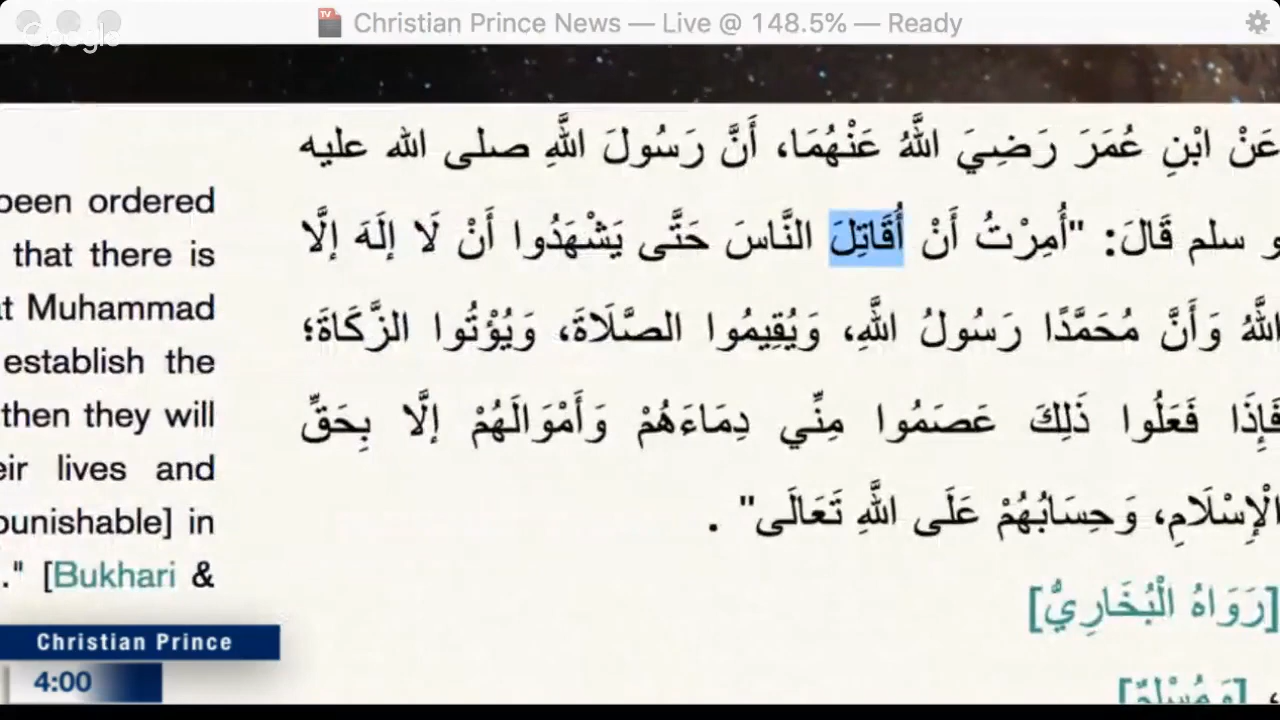 Google
Christian Prince News — Live @ 148.5% — Ready
عَنْ ابْنِ عُمَرَ رَضِيَ اللَّهُ عَنْهُمَا، أَنَّ رَسُولَ اللَّهِ صلى الله عليه
و سلم قَالَ: "أُمِرْتُ أَنْ أُقَاتِلَ النَّاسَ حَتَّى يَشْهَدُوا أَنْ لَا إلَهَ إلَّا
اللَّهُ وَأَنَّ مُحَمَّدًا رَسُولُ اللَّهِ، وَيُقِيمُوا الصَّلَاةَ، وَيُؤْتُوا الزَّكَاةَ؛
فَإِذَا فَعَلُوا ذَلِكَ عَصَمُوا مِنِّي دِمَاءَهُمْ وَأَمْوَالَهُمْ إلَّا بِحَقِّ
الْإِسْلَامِ، وَحِسَابُهُمْ عَلَى اللَّهِ تَعَالَى" .
[رَوَاهُ الْبُخَارِيُّ]
، [وَمُسْلِمٌ]
been ordered
that there is
Muhammad
establish the
then they will
lives and
punishable] in
." [Bukhari &
Christian Prince
4:00